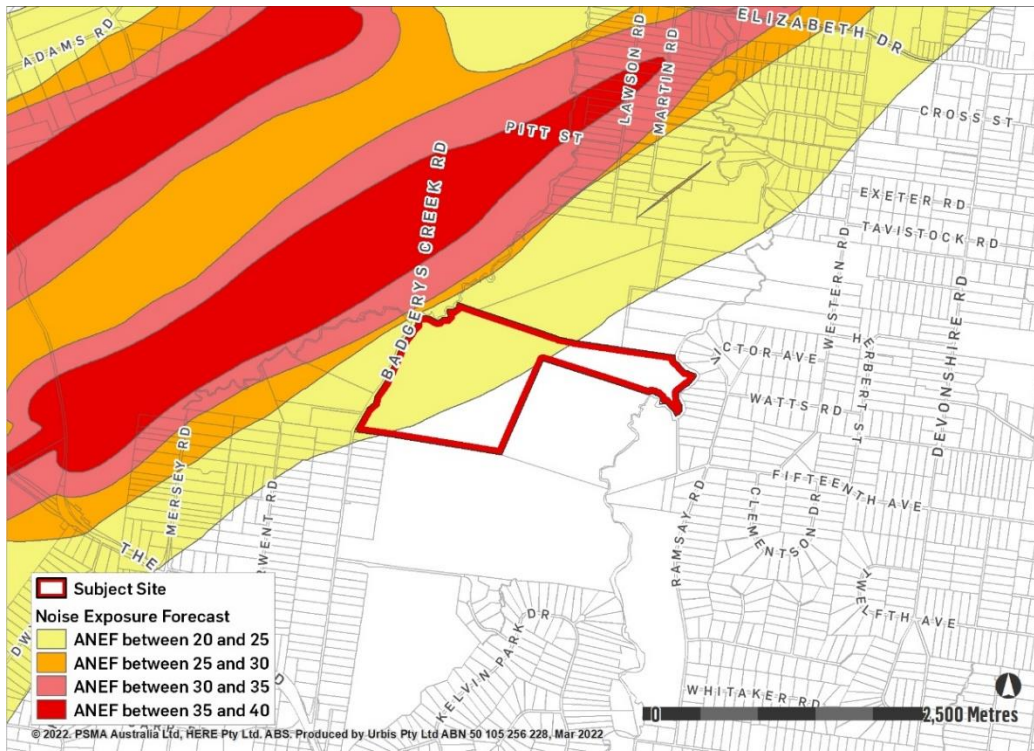 ADAMS RD
ELIZABETH DR
LAWSON RD
MARTIN RD
CROSS ST
PITT ST
BADGERYS CREEK RD
EXETER RD
TAVISTOCK RD
WESTERN RD
DEVONSHIRE RD
VICTOR AVE
HERBERT ST
WATTS RD
MERSEY RD
FIFTEENTH AVE
RAMSAY RD
CLEMENTSON DR
THE
TWELFTH AVE
KELVIN PARK DR
WHITAKER RD
Subject Site
Noise Exposure Forecast
ANEF between 20 and 25
ANEF between 25 and 30
ANEF between 30 and 35
ANEF between 35 and 40
0 2,500 Metres
© 2022. PSMA Australia Ltd, HERE Pty Ltd. ABS. Produced by Urbis Pty Ltd ABN 50 105 256 228, Mar 2022